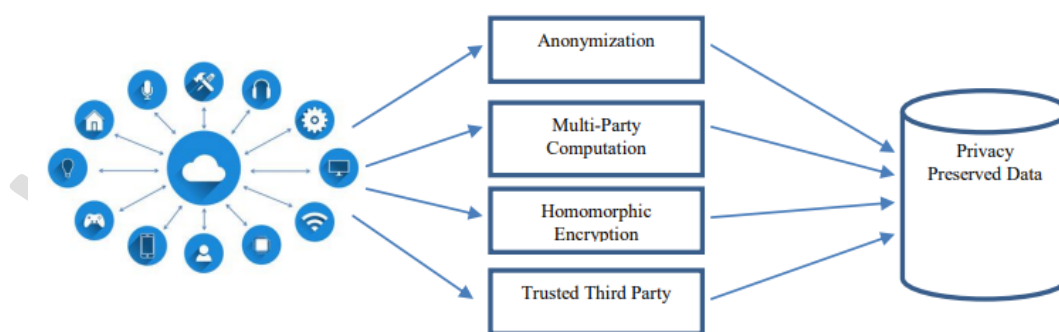 Anonymization
Multi-Party
Computation
Homomorphic
Encryption
Trusted Third Party
Privacy
Preserved Data